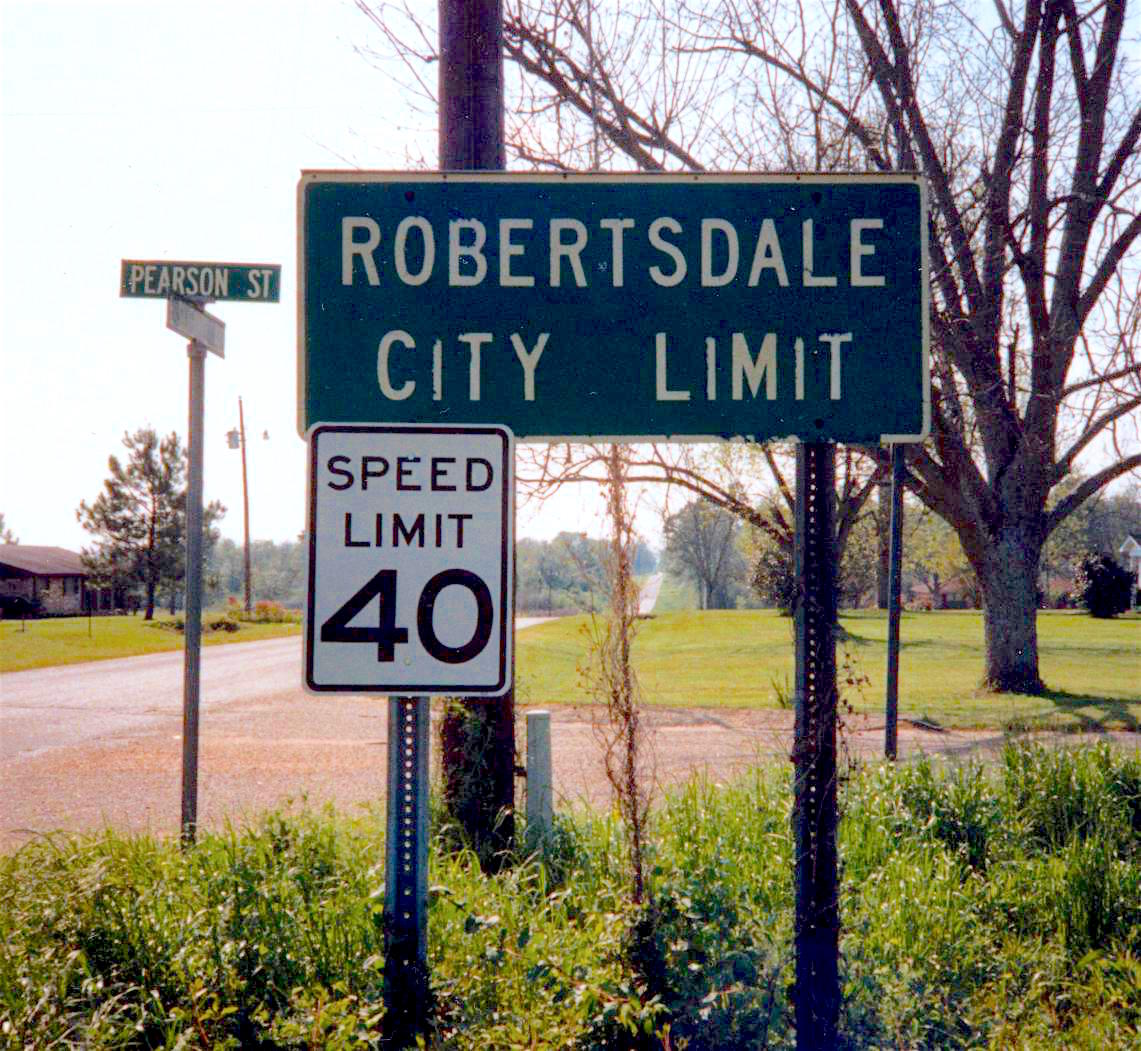 PEARSON ST
ROBERTSDALE
CITY LIMIT
SPEED
LIMIT
40